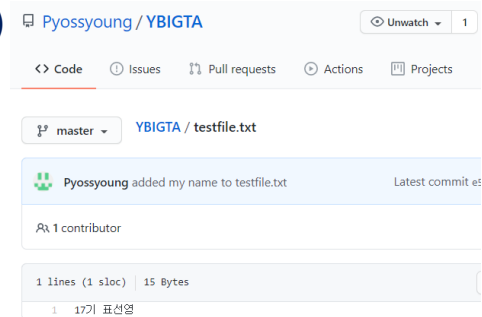 Pyossyoung / YBIGTA
Unwatch 1
Code Issues Pull requests Actions Projects
master YBIGTA / testfile.txt
Pyossyoung added my name to testfile.txt Latest commit
1 contributor
1 lines (1 sloc) 15 Bytes
1 17기 표선영